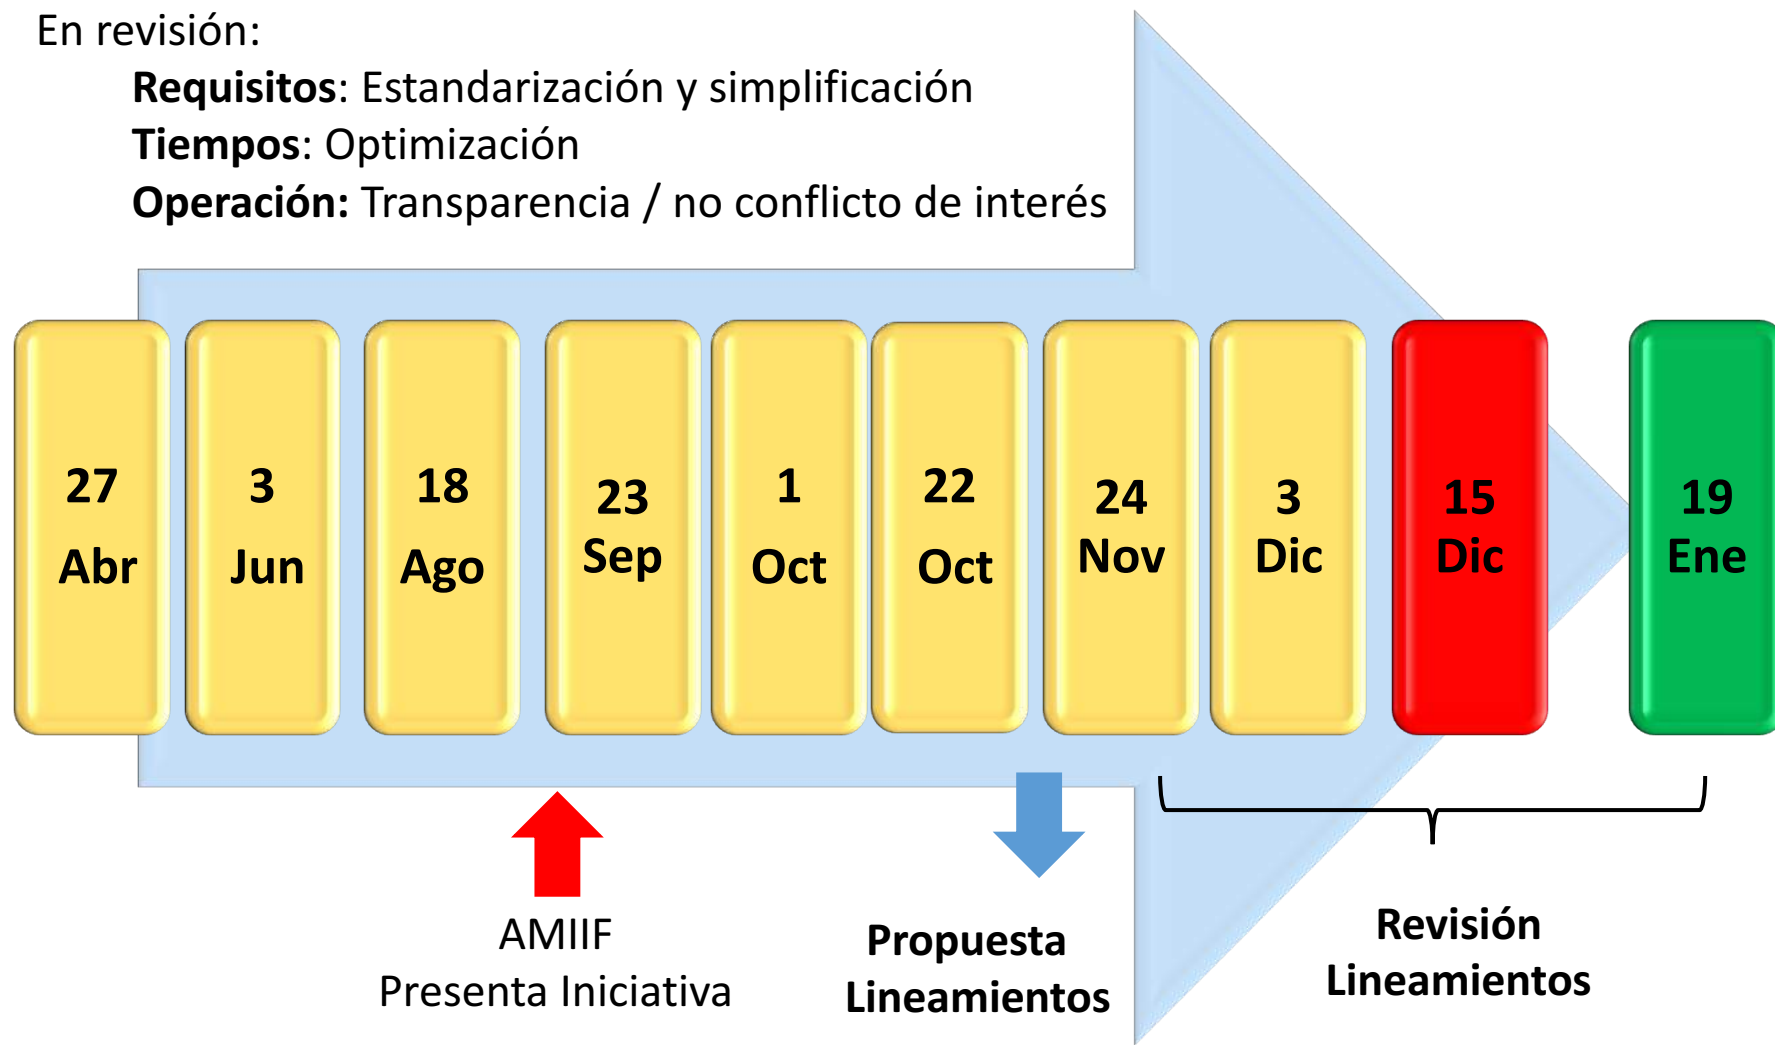 En revisión:
Requisitos: Estandarización y simplificación
Tiempos: Optimización
Operación: Transparencia / no conflicto de interés
27
Abr
3
Jun
18
Ago
23
Sep
1
Oct
22
Oct
24
Nov
3
Dic
15
Dic
19
Ene
AMIIF
Presenta Iniciativa
Propuesta
Lineamientos
Revisión
Lineamientos